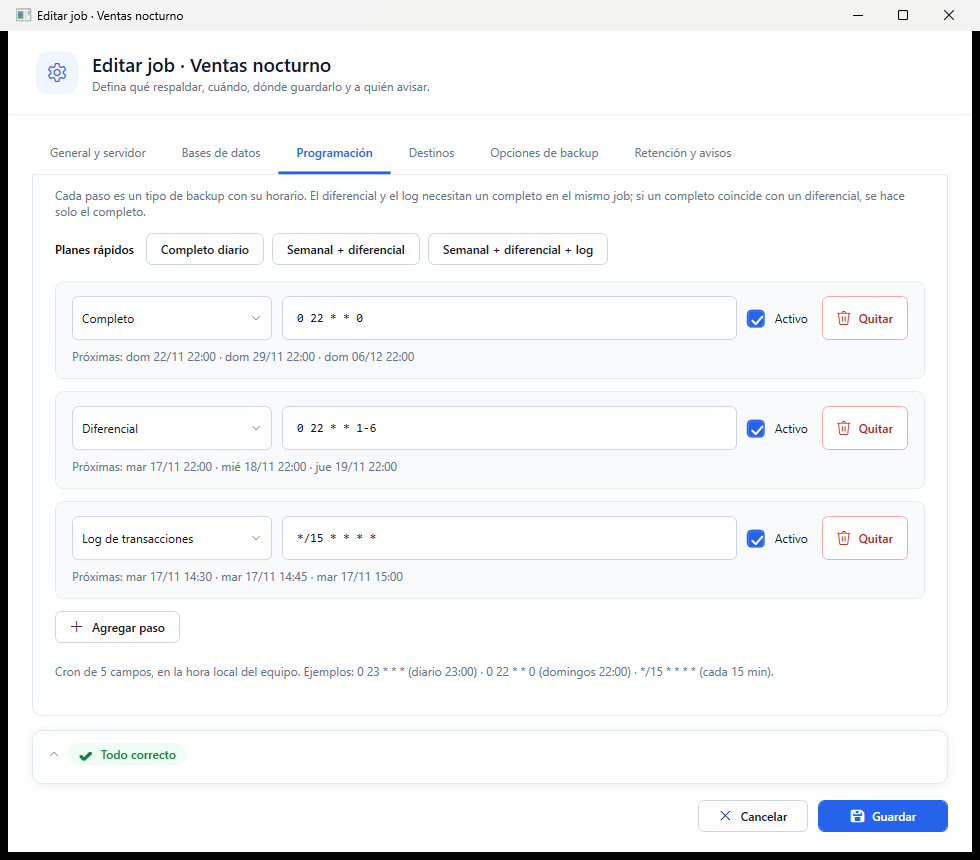 Editar job · Ventas nocturno
Editar job · Ventas nocturno
Defina qué respaldar, cuándo, dónde guardarlo y a quién avisar.
General y servidor
Bases de datos
Programación
Destinos
Opciones de backup
Retención y avisos
Cada paso es un tipo de backup con su horario. El diferencial y el log necesitan un completo en el mismo job; si un completo coincide con un diferencial, se hace
solo el completo.
Planes rápidos
Completo diario
Semanal + diferencial
Semanal + diferencial + log
Completo
0 22 * * 0
Activo
Quitar
Próximas: dom 22/11 22:00 · dom 29/11 22:00 · dom 06/12 22:00
Diferencial
0 22 * * 1-6
Activo
Quitar
Próximas: mar 17/11 22:00 · mié 18/11 22:00 · jue 19/11 22:00
Log de transacciones
*/15 * * * *
Activo
Quitar
Próximas: mar 17/11 14:30 · mar 17/11 14:45 · mar 17/11 15:00
Agregar paso
Cron de 5 campos, en la hora local del equipo. Ejemplos: 0 23 * * * (diario 23:00) · 0 22 * * 0 (domingos 22:00) · */15 * * * * (cada 15 min).
Todo correcto
Cancelar
Guardar